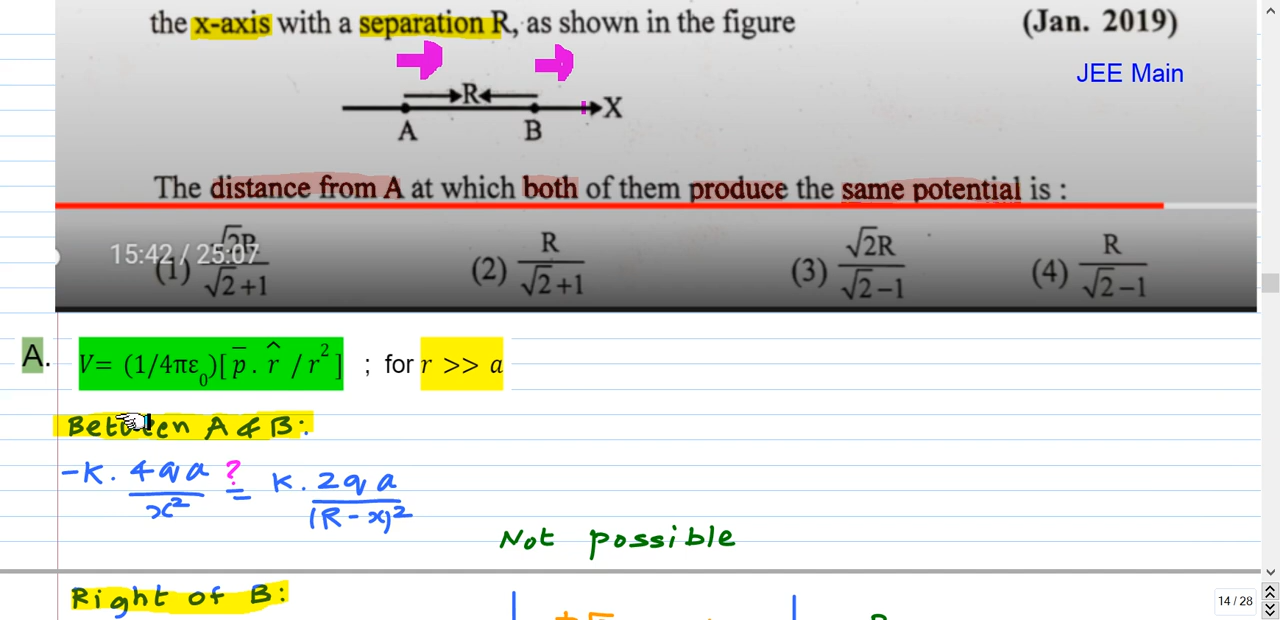 the x-axis with a separation R, as shown in the figure (Jan. 2019)
JEE Main
R X
A B
The distance from A at which both of them produce the same potential is :
15:42 / 25:07
(1) √2R/√2+1 (2) R/√2+1 (3) √2R/√2−1 (4) R/√2−1
A. V= (1/4πε₀)[ p̅ . r̂ /r² ] ; for r >> a
Between A & B:
-K. 4qa/x² ?= K. 2qa/(R-x)²
Not possible
Right of B:
14 / 28